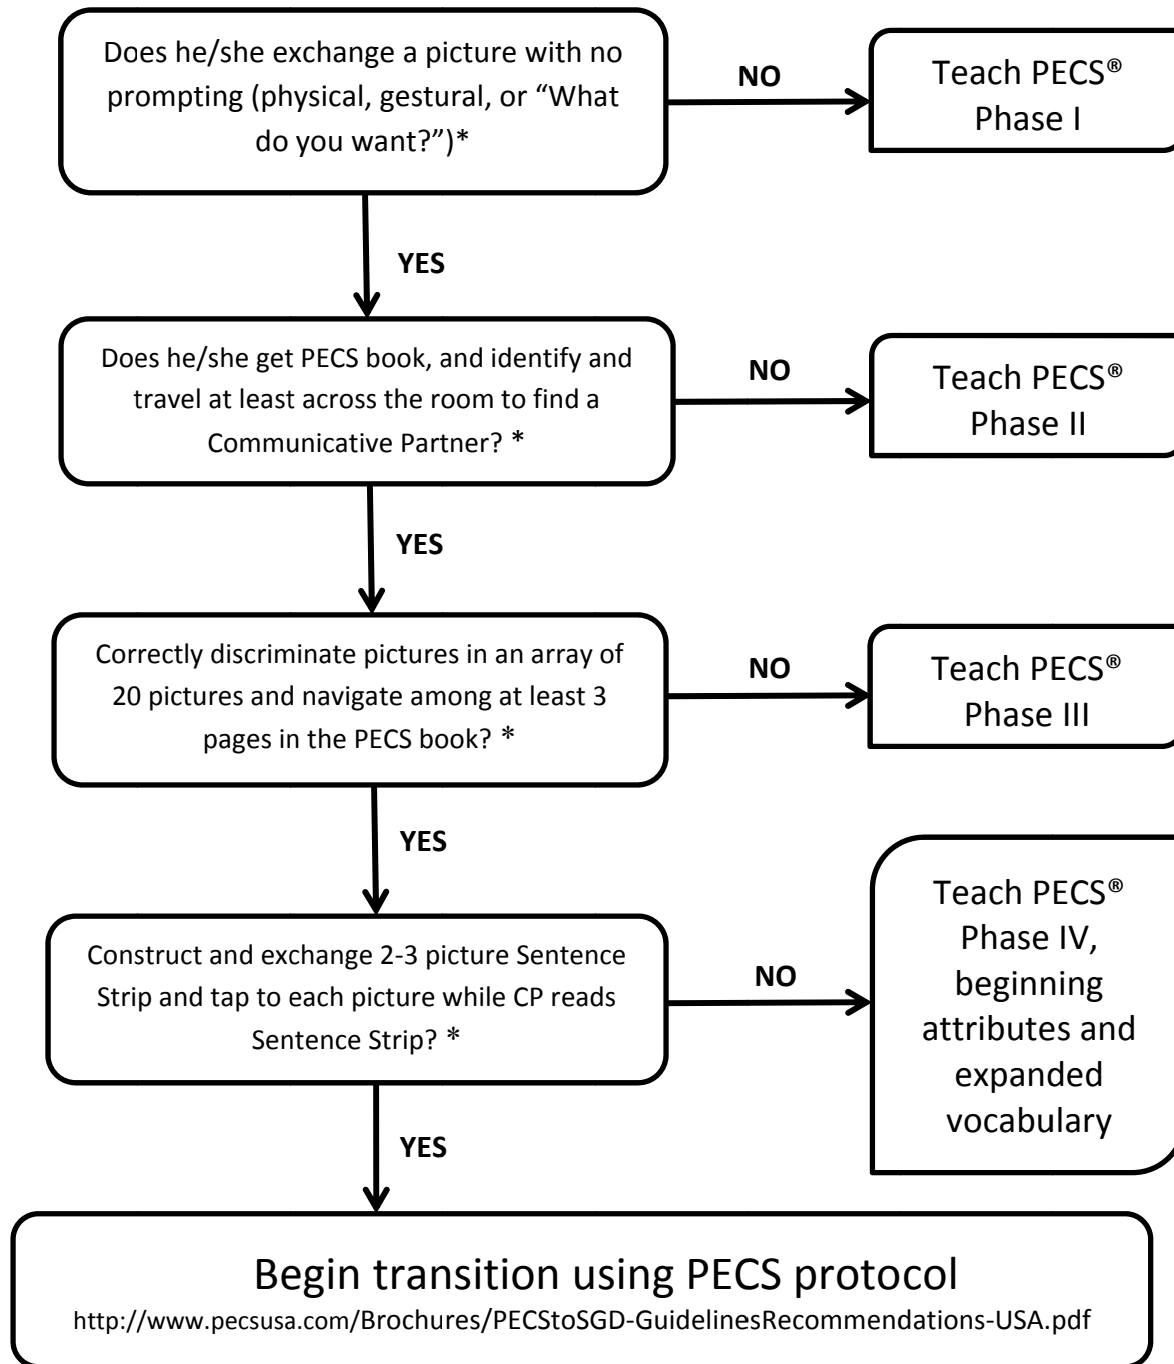 Does he/she exchange a picture with no
prompting (physical, gestural, or “What
do you want?”)*
NO
Teach PECS®
Phase I
YES
Does he/she get PECS book, and identify and
travel at least across the room to find a
Communicative Partner? *
NO
Teach PECS®
Phase II
YES
Correctly discriminate pictures in an array of
20 pictures and navigate among at least 3
pages in the PECS book? *
NO
Teach PECS®
Phase III
YES
Construct and exchange 2-3 picture Sentence
Strip and tap to each picture while CP reads
Sentence Strip? *
NO
Teach PECS®
Phase IV,
beginning
attributes and
expanded
vocabulary
YES
Begin transition using PECS protocol
http://www.pecsusa.com/Brochures/PECStoSGD-GuidelinesRecommendations-USA.pdf